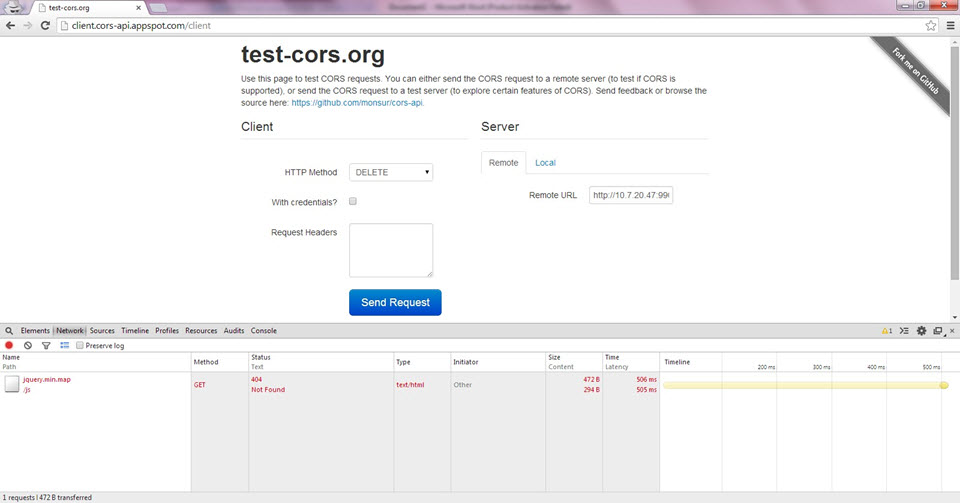 test-cors.org
client.cors-api.appspot.com/client
test-cors.org
Fork me on GitHub
Use this page to test CORS requests. You can either send the CORS request to a remote server (to test if CORS is
supported), or send the CORS request to a test server (to explore certain features of CORS). Send feedback or browse the
source here: https://github.com/monsur/cors-api.
Client
Server
HTTP Method
DELETE
With credentials?
Request Headers
Send Request
Remote
Local
Remote URL
http://10.7.20.47:990
Elements Network Sources Timeline Profiles Resources Audits Console
1
Preserve log
Name
Path
Method
Status
Text
Type
Initiator
Size
Content
Time
Latency
Timeline
200 ms
300 ms
400 ms
500 ms
jquery.min.map
/js
GET
404
Not Found
text/html
Other
472 B
294 B
506 ms
505 ms
1 requests | 472 B transferred